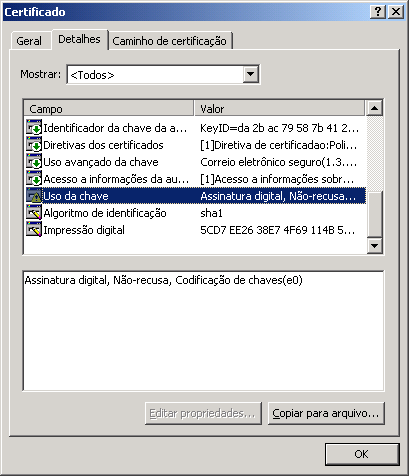 Certificado
Geral Detalhes Caminho de certificação
Mostrar: <Todos>
Campo Valor
Identificador da chave da a... KeyID=da 2b ac 79 58 7b 41 2...
Diretivas dos certificados [1]Diretiva de certificadao:Poli...
Uso avançado da chave Correio eletrônico seguro(1.3....
Acesso a informações da au... [1]Acesso a informações sobr...
Uso da chave Assinatura digital, Não-recusa...
Algoritmo de identificação sha1
Impressão digital 5CD7 EE26 38E7 4F69 114B 5...
Assinatura digital, Não-recusa, Codificação de chaves(e0)
Editar propriedades... Copiar para arquivo...
OK